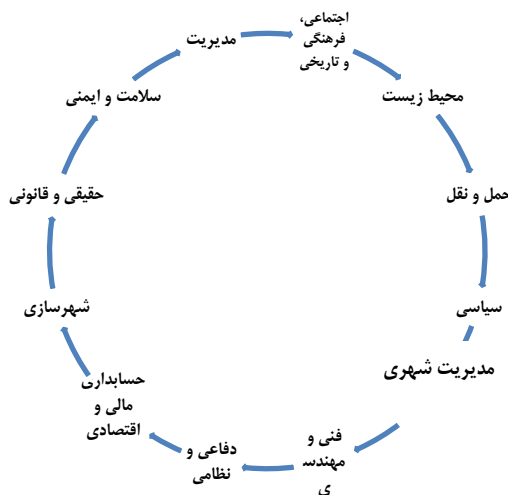 اجتماعی،
فرهنگی
و تاریخی
محیط زیست
حمل و نقل
سیاسی
مدیریت شهری
فنی و
مهندس
ی
دفاعی و
نظامی
حسابداری
مالی و
اقتصادی
شهرسازی
حقیقی و قانونی
سلامت و ایمنی
مدیریت